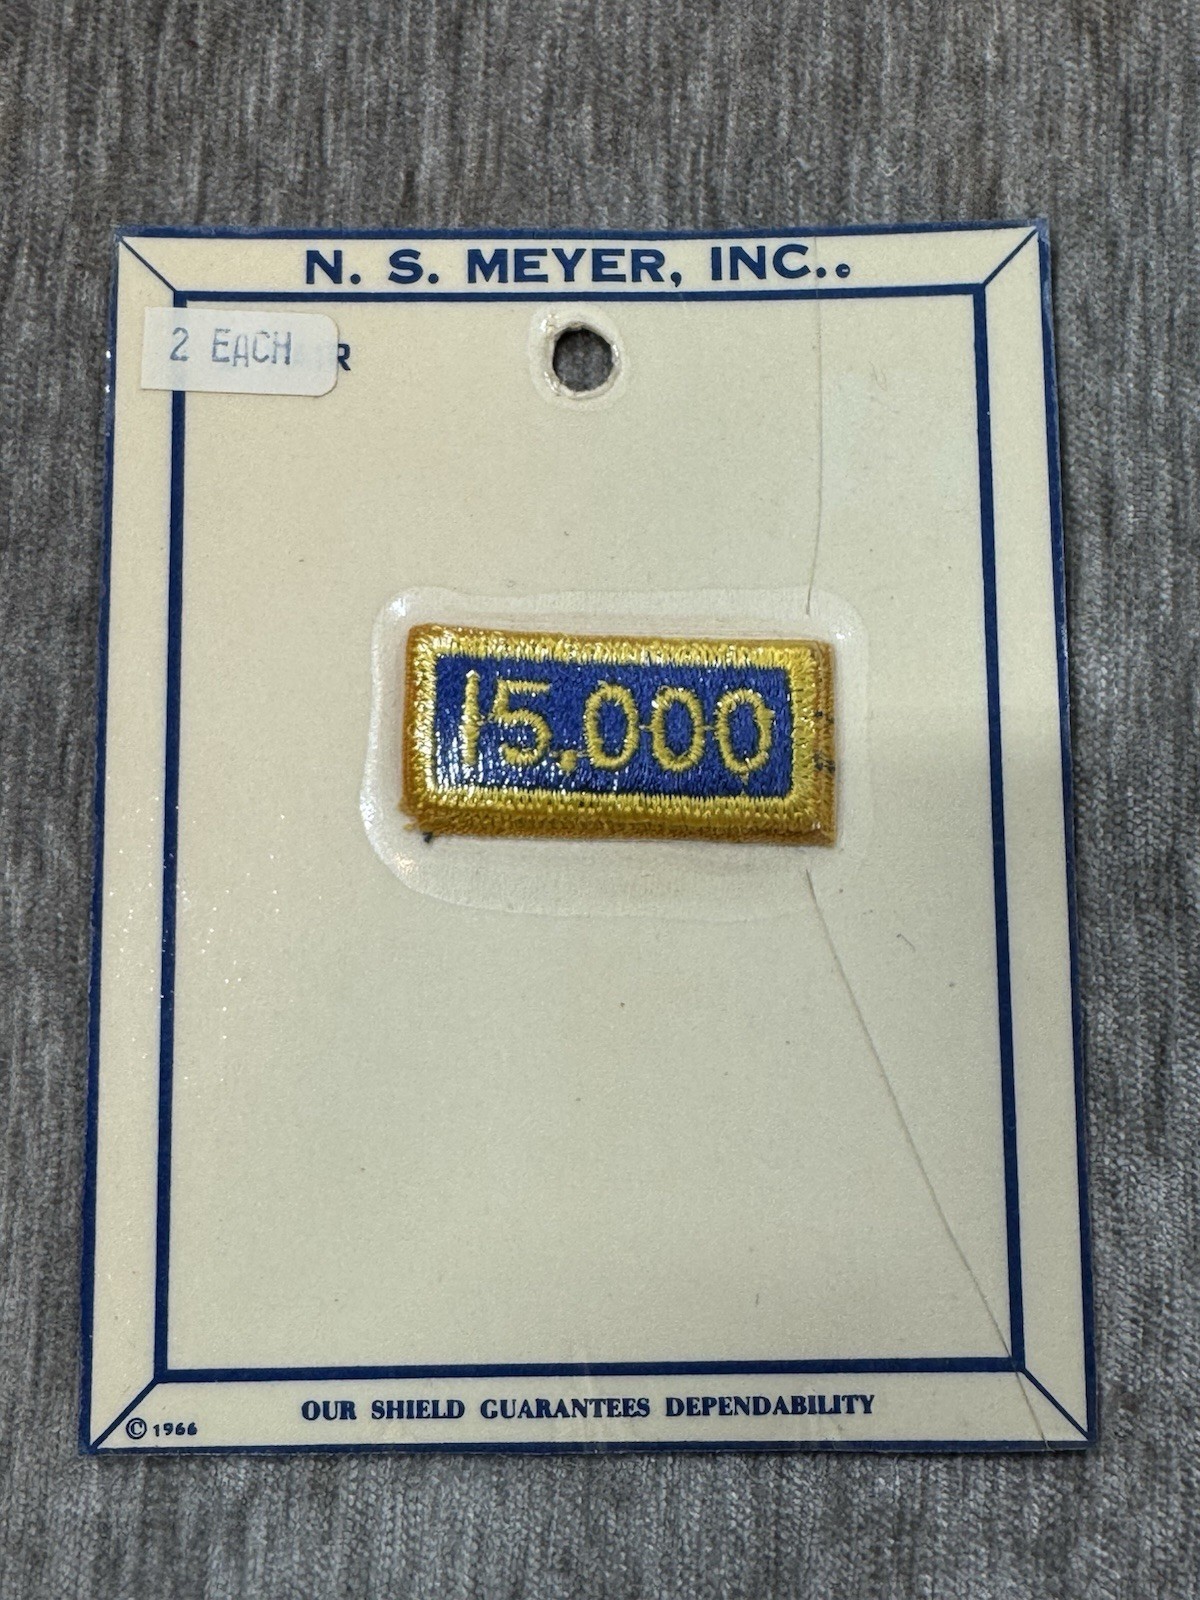 N. S. MEYER, INC..
2 EACH R
15,000
OUR SHIELD GUARANTEES DEPENDABILITY
© 1966